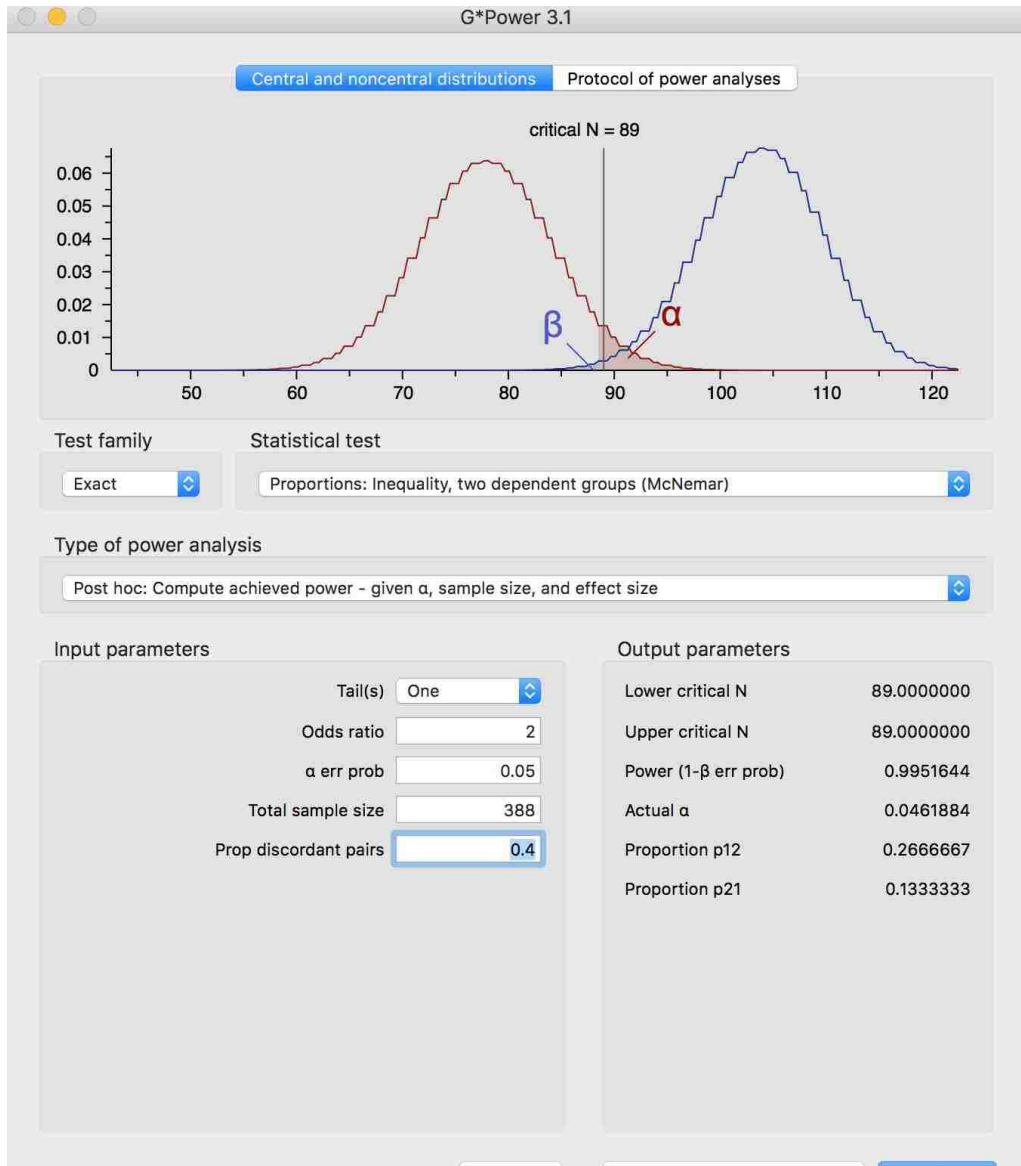 G*Power 3.1
Central and noncentral distributions Protocol of power analyses
critical N = 89
0.06
0.05
0.04
0.03
0.02
0.01
0
β
α
50 60 70 80 90 100 110 120
Test family Statistical test
Exact Proportions: Inequality, two dependent groups (McNemar)
Type of power analysis
Post hoc: Compute achieved power - given α, sample size, and effect size
Input parameters Output parameters
Tail(s) One Lower critical N 89.0000000
Odds ratio 2 Upper critical N 89.0000000
α err prob 0.05 Power (1-β err prob) 0.9951644
Total sample size 388 Actual α 0.0461884
Prop discordant pairs 0.4 Proportion p12 0.2666667
Proportion p21 0.1333333